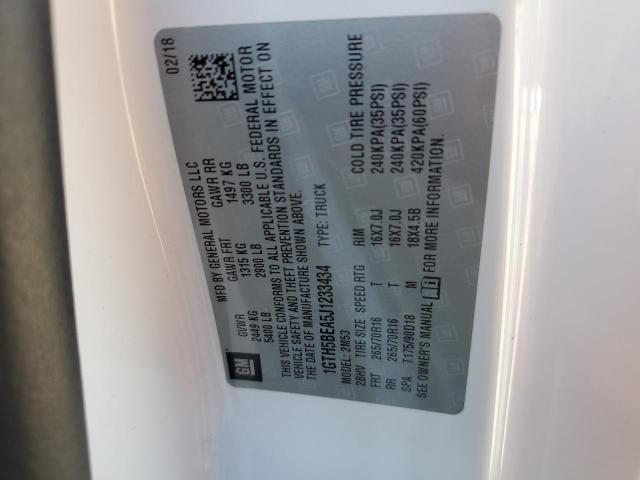 GM
02/18
MFD BY GENERAL MOTORS LLC
GVWR GAWR FRT GAWR RR
2449 KG 1315 KG 1497 KG
5400 LB 2900 LB 3300 LB
THIS VEHICLE CONFORMS TO ALL APPLICABLE U.S. FEDERAL MOTOR
VEHICLE SAFETY AND THEFT PREVENTION STANDARDS IN EFFECT ON
THE DATE OF MANUFACTURE SHOWN ABOVE.
1GTH5BEA5J1233434 TYPE: TRUCK
MODEL: 2M53
2BHV TIRE SIZE SPEED RTG RIM COLD TIRE PRESSURE
FRT 265/70R16 T 16X7.0J 240KPA(35PSI)
RR 265/70R16 T 16X7.0J 240KPA(35PSI)
SPA T175/90D18 M 18X4.5B 420KPA(60PSI)
SEE OWNER'S MANUAL FOR MORE INFORMATION.